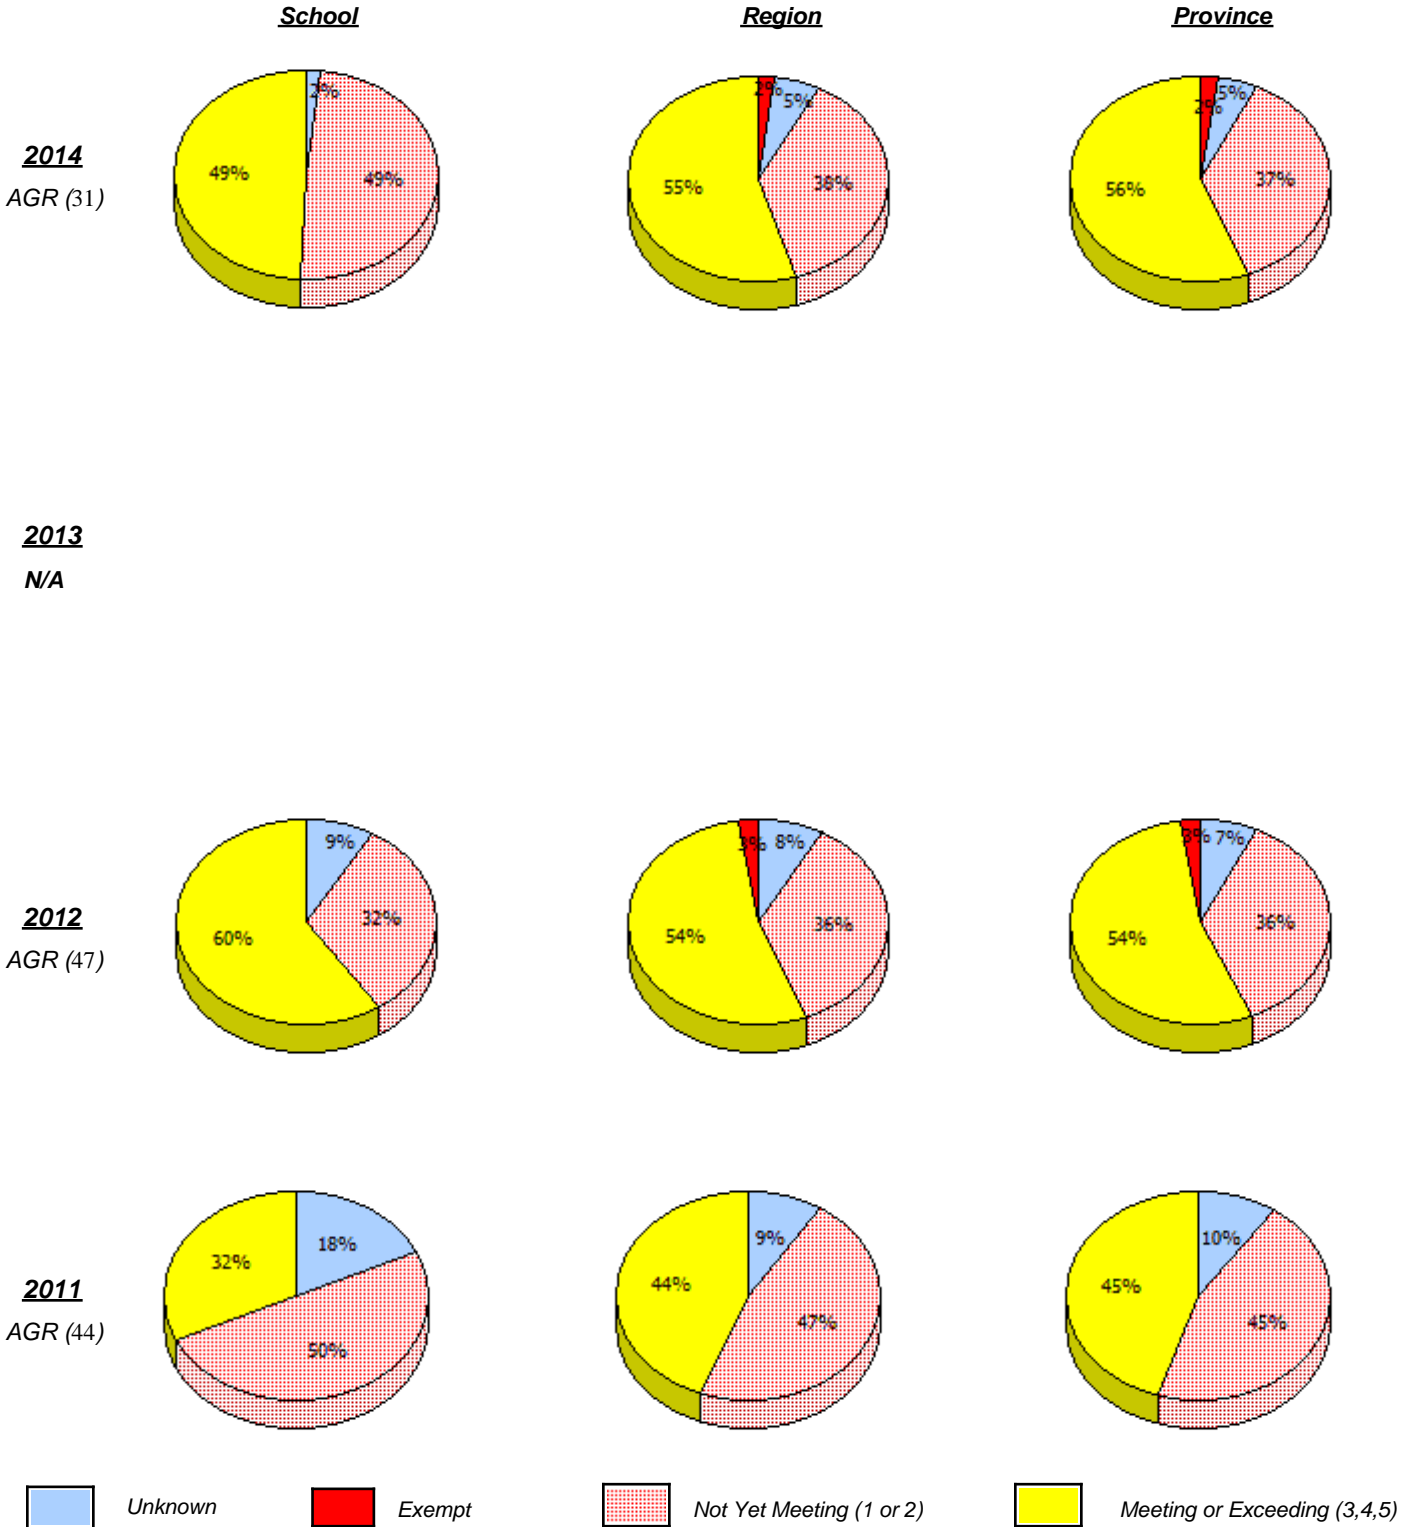 School Region Province
2014
AGR (31)
2% 49% 49%
2% 5% 38% 55%
2% 5% 37% 56%
2013
N/A
2012
AGR (47)
9% 32% 60%
3% 8% 36% 54%
3% 7% 36% 54%
2011
AGR (44)
18% 50% 32%
9% 47% 44%
10% 45% 45%
Unknown Exempt Not Yet Meeting (1 or 2) Meeting or Exceeding (3,4,5)